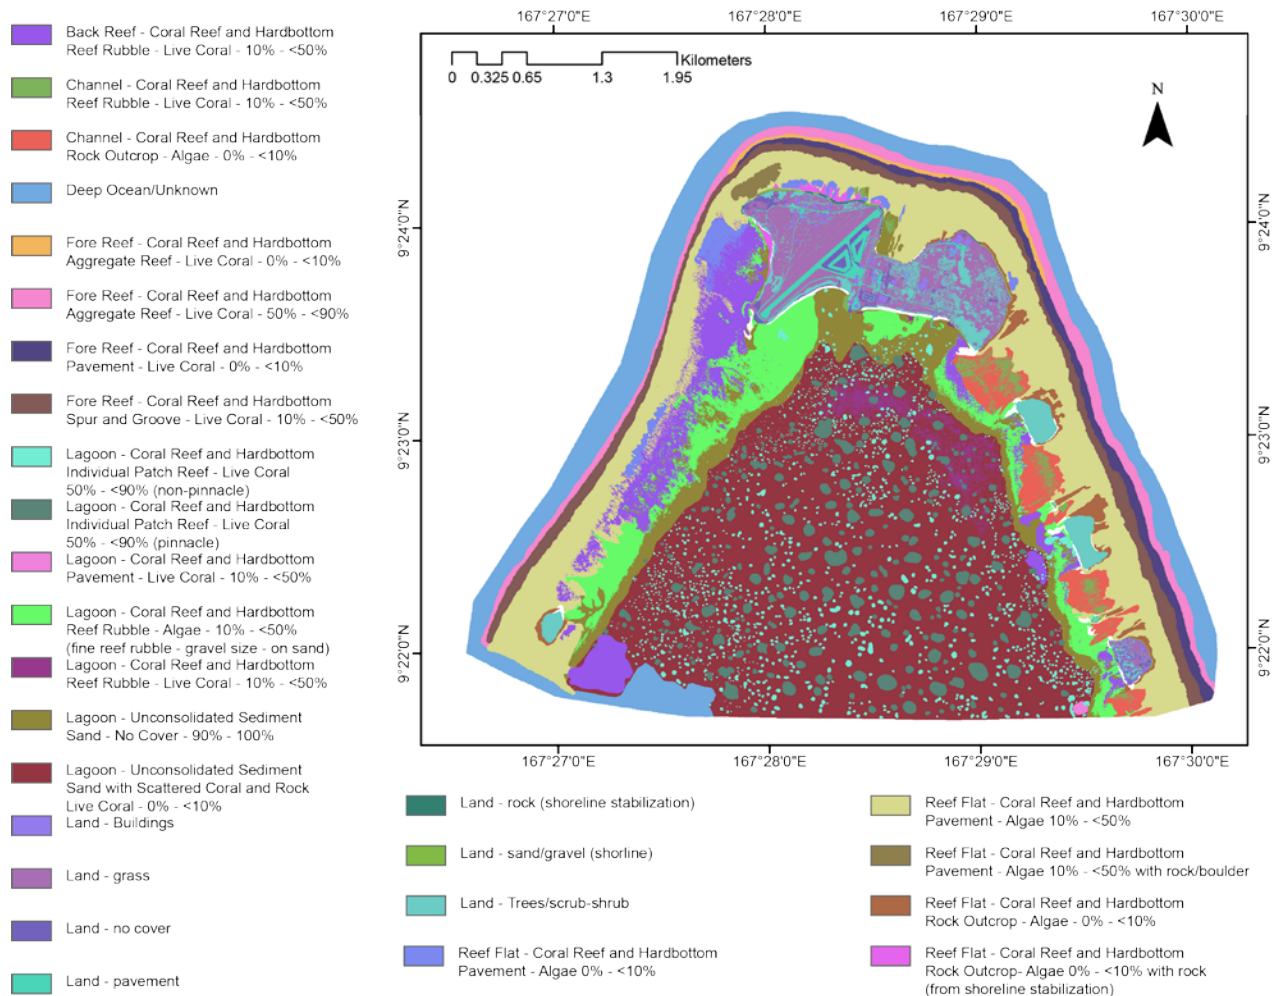 Back Reef - Coral Reef and Hardbottom
Reef Rubble - Live Coral - 10% - <50%
Channel - Coral Reef and Hardbottom
Reef Rubble - Live Coral - 10% - <50%
Channel - Coral Reef and Hardbottom
Rock Outcrop - Algae - 0% - <10%
Deep Ocean/Unknown
Fore Reef - Coral Reef and Hardbottom
Aggregate Reef - Live Coral - 0% - <10%
Fore Reef - Coral Reef and Hardbottom
Aggregate Reef - Live Coral - 50% - <90%
Fore Reef - Coral Reef and Hardbottom
Pavement - Live Coral - 0% - <10%
Fore Reef - Coral Reef and Hardbottom
Spur and Groove - Live Coral - 10% - <50%
Lagoon - Coral Reef and Hardbottom
Individual Patch Reef - Live Coral
50% - <90% (non-pinnacle)
Lagoon - Coral Reef and Hardbottom
Individual Patch Reef - Live Coral
50% - <90% (pinnacle)
Lagoon - Coral Reef and Hardbottom
Pavement - Live Coral - 10% - <50%
Lagoon - Coral Reef and Hardbottom
Reef Rubble - Algae - 10% - <50%
(fine reef rubble - gravel size - on sand)
Lagoon - Coral Reef and Hardbottom
Reef Rubble - Live Coral - 10% - <50%
Lagoon - Unconsolidated Sediment
Sand - No Cover - 90% - 100%
Lagoon - Unconsolidated Sediment
Sand with Scattered Coral and Rock
Live Coral - 0% - <10%
Land - Buildings
Land - grass
Land - no cover
Land - pavement
167°27'0"E 167°28'0"E 167°29'0"E 167°30'0"E
Kilometers
0 0.325 0.65 1.3 1.95
N
9°24'0"N 9°24'0"N
9°23'0"N 9°23'0"N
9°22'0"N 9°22'0"N
167°27'0"E 167°28'0"E 167°29'0"E 167°30'0"E
Land - rock (shoreline stabilization)
Land - sand/gravel (shorline)
Land - Trees/scrub-shrub
Reef Flat - Coral Reef and Hardbottom
Pavement - Algae 0% - <10%
Reef Flat - Coral Reef and Hardbottom
Pavement - Algae 10% - <50%
Reef Flat - Coral Reef and Hardbottom
Pavement - Algae 10% - <50% with rock/boulder
Reef Flat - Coral Reef and Hardbottom
Rock Outcrop - Algae - 0% - <10%
Reef Flat - Coral Reef and Hardbottom
Rock Outcrop- Algae 0% - <10% with rock
(from shoreline stabilization)